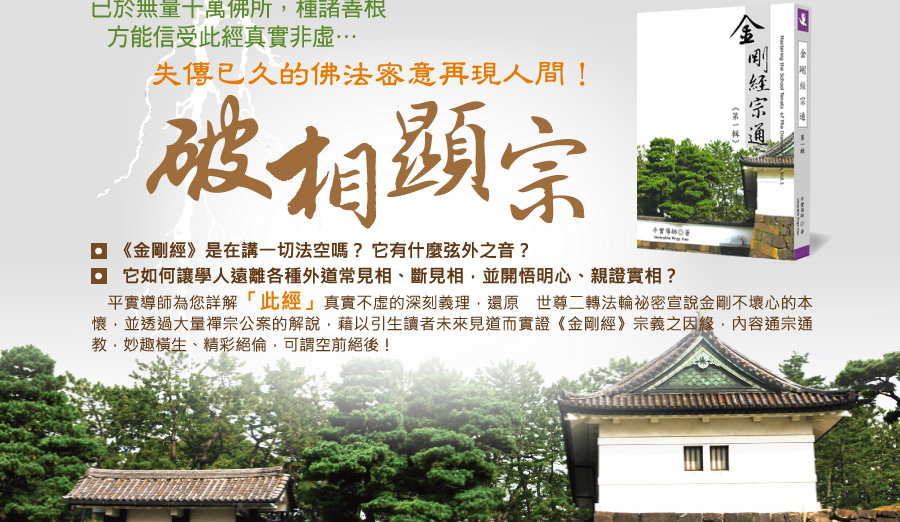 已於無量千萬佛所，種諸善根
方能信受此經真實非虛…
失傳已久的佛法密意再現人間！
破相顯宗
《金剛經》是在講一切法空嗎？ 它有什麼弦外之音？
它如何讓學人遠離各種外道常見相、斷見相，並開悟明心、親證實相？
平實導師為您詳解「此經」真實不虛的深刻義理，還原　世尊二轉法輪祕密宣說金剛不壞心的本
懷，並透過大量禪宗公案的解說，藉以引生讀者未來見道而實證《金剛經》宗義之因緣，內容通宗通
教，妙趣橫生、精彩絕倫，可謂空前絕後！
金剛經宗通
《第一輯》
Mastering the School Tenets of The
平實導師◎著
Venerable Pings Xiao
金剛經宗通
第一輯
平實導師◎著